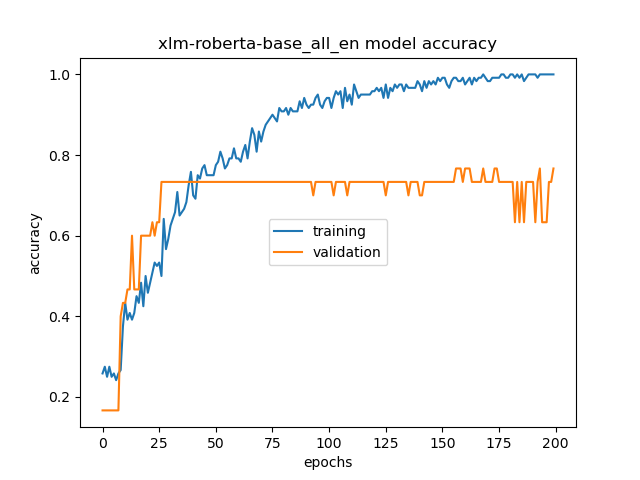 xlm-roberta-base_all_en model accuracy
1.0
0.8
0.6
0.4
0.2
accuracy
training
validation
0 25 50 75 100 125 150 175 200
epochs